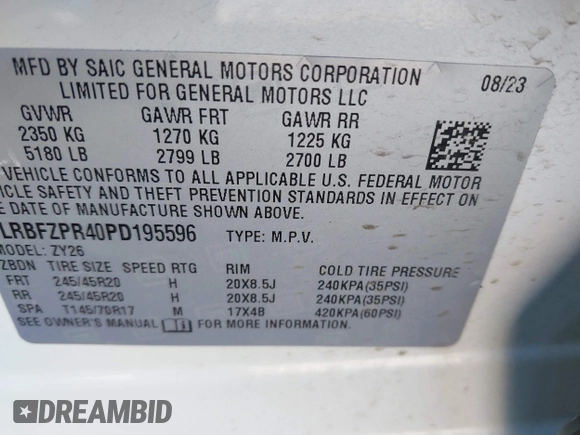 MFD BY SAIC GENERAL MOTORS CORPORATION 08/23
LIMITED FOR GENERAL MOTORS LLC
GVWR GAWR FRT GAWR RR
2350 KG 1270 KG 1225 KG
5180 LB 2799 LB 2700 LB
VEHICLE CONFORMS TO ALL APPLICABLE U.S. FEDERAL MOTOR
VEHICLE SAFETY AND THEFT PREVENTION STANDARDS IN EFFECT ON
DATE OF MANUFACTURE SHOWN ABOVE.
LRBFZPR40PD195596 TYPE: M.P.V.
ZY26
ZBDN TIRE SIZE SPEED RTG RIM COLD TIRE PRESSURE
FRT 245/45R20 H 20X8.5J 240KPA(35PSI)
RR 245/45R20 H 20X8.5J 240KPA(35PSI)
SPA T145/70R17 M 17X4B 420KPA(60PSI)
SEE OWNER'S MANUAL FOR MORE INFORMATION.
DREAMBID